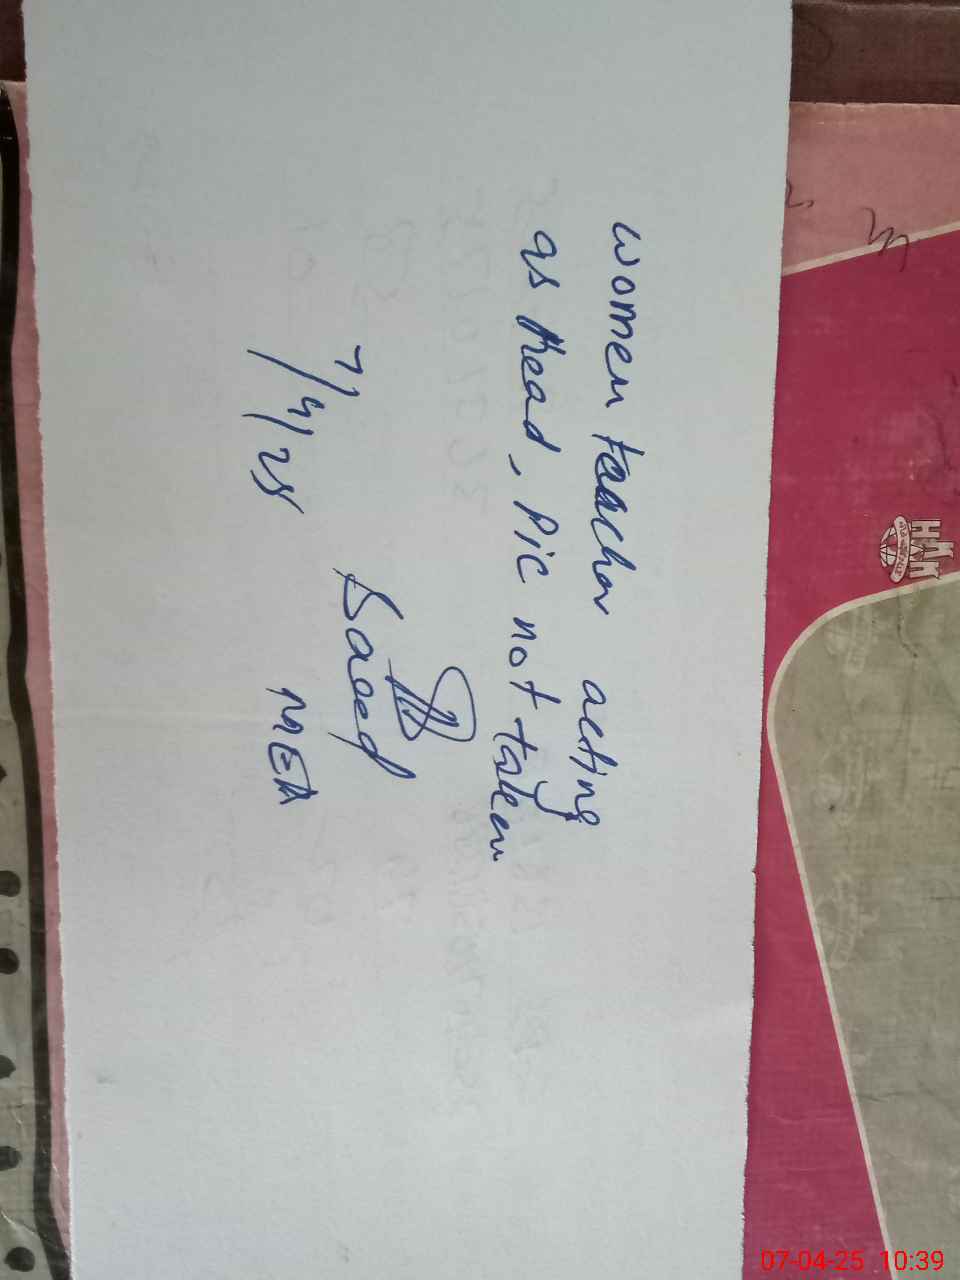 women teacher acting
as Head, Pic not taken
Saeed
7/4/25 MEA
07-04-25 10:39